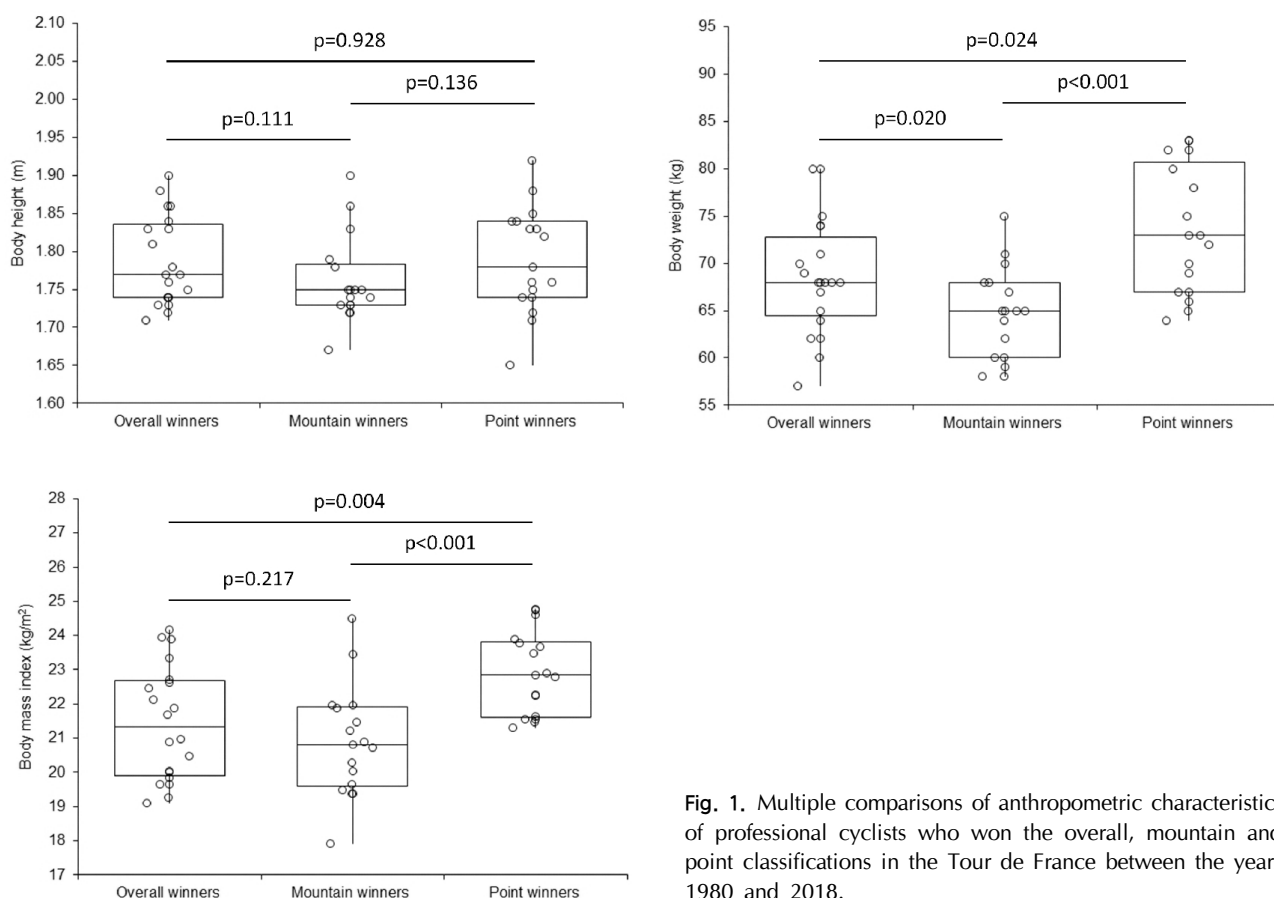 2.10
2.05
2.00
1.95
1.90
1.85
1.80
1.75
1.70
1.65
1.60
Body height (m)
p=0.928
p=0.136
p=0.111
Overall winners Mountain winners Point winners
95
90
85
80
75
70
65
60
55
Body weight (kg)
p=0.024
p<0.001
p=0.020
Overall winners Mountain winners Point winners
28
27
26
25
24
23
22
21
20
19
18
17
Body mass index (kg/m²)
p=0.004
p<0.001
p=0.217
Overall winners Mountain winners Point winners
Fig. 1. Multiple comparisons of anthropometric characteristic
of professional cyclists who won the overall, mountain and
point classifications in the Tour de France between the year
1980 and 2018.